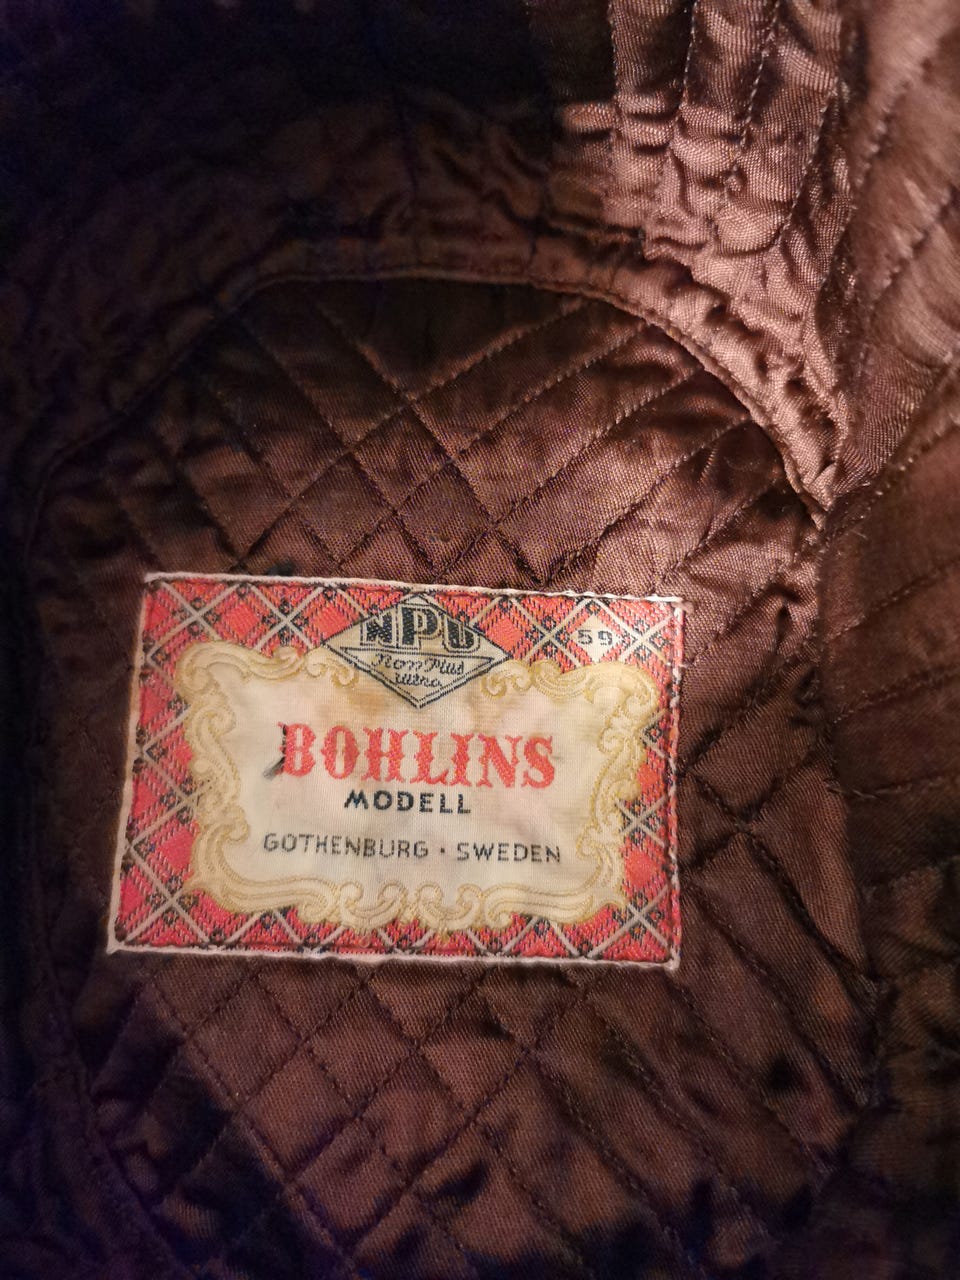 NPU
Non Plus
Ultra
59
BOHLINS
MODELL
GOTHENBURG · SWEDEN